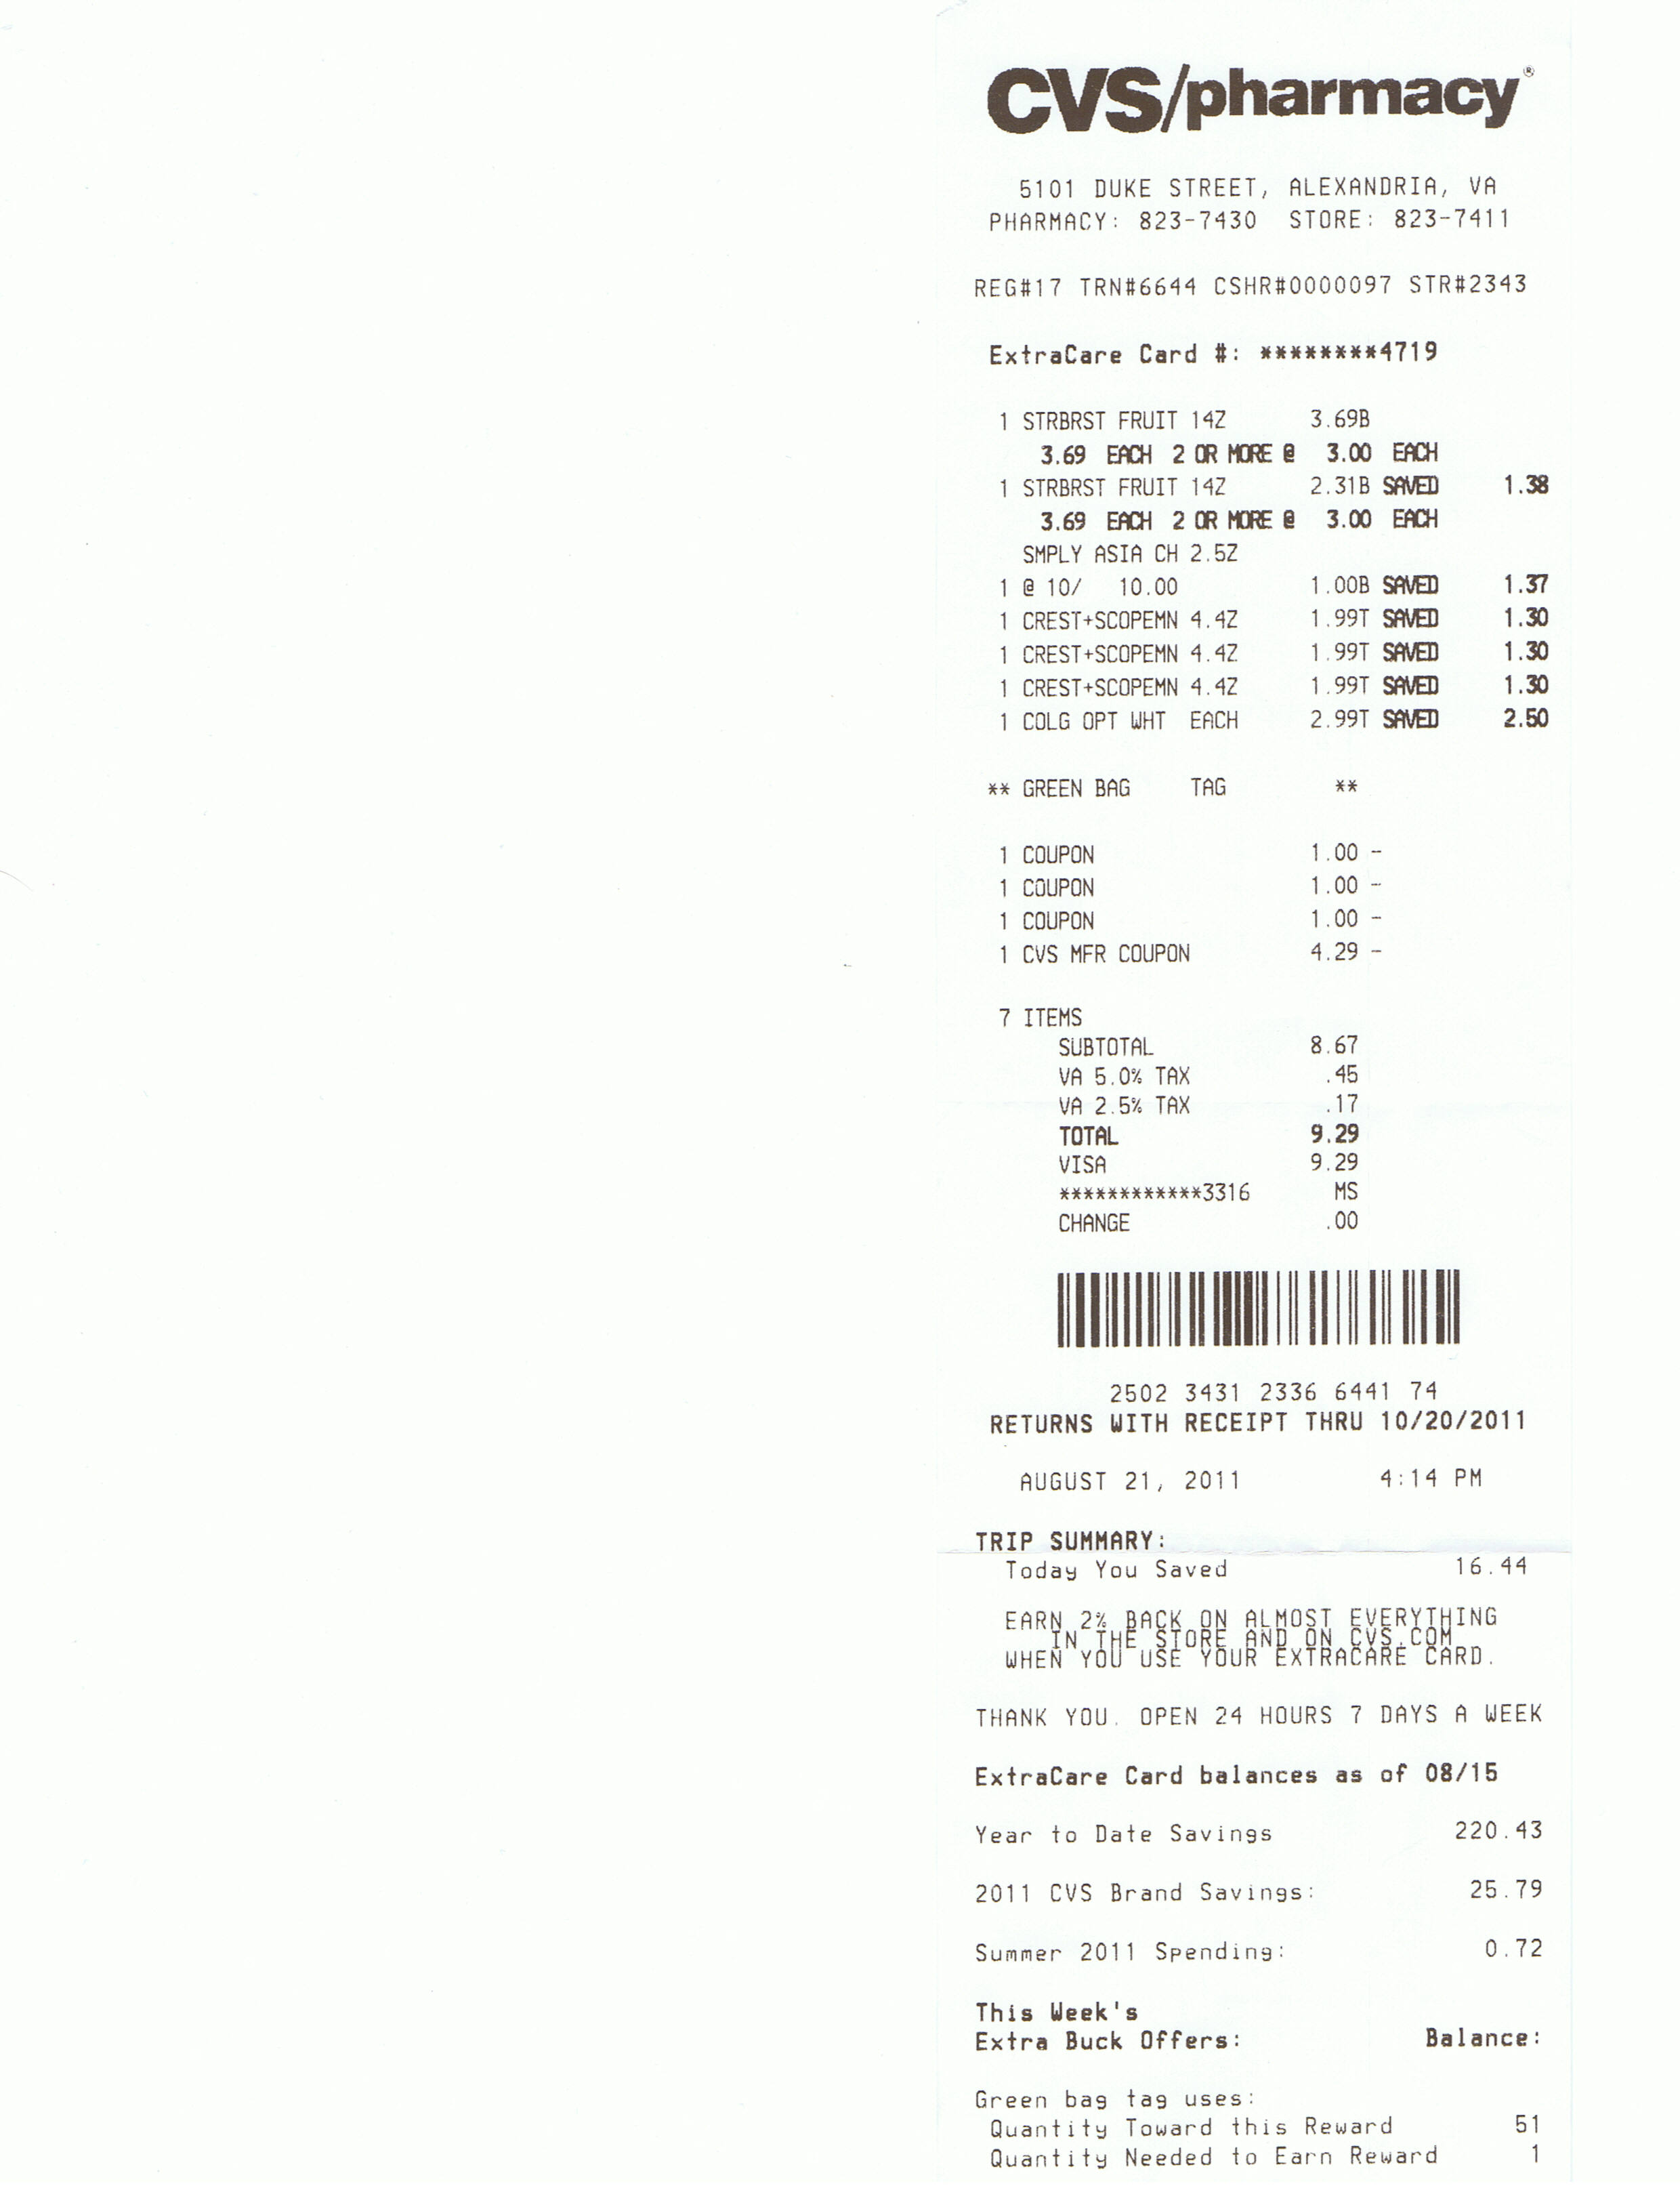 CVS/pharmacy®
5101 DUKE STREET, ALEXANDRIA, VA
PHARMACY: 823-7430 STORE: 823-7411
REG#17 TRN#6644 CSHR#0000097 STR#2343
ExtraCare Card #: ********4719
1 STRBRST FRUIT 14Z 3.69B
3.69 EACH 2 OR MORE @ 3.00 EACH
1 STRBRST FRUIT 14Z 2.31B SAVED 1.38
3.69 EACH 2 OR MORE @ 3.00 EACH
SMPLY ASIA CH 2.5Z
1 @ 10/ 10.00 1.00B SAVED 1.37
1 CREST+SCOPEMN 4.4Z 1.99T SAVED 1.30
1 CREST+SCOPEMN 4.4Z 1.99T SAVED 1.30
1 CREST+SCOPEMN 4.4Z 1.99T SAVED 1.30
1 COLG OPT WHT EACH 2.99T SAVED 2.50
** GREEN BAG TAG **
1 COUPON 1.00 -
1 COUPON 1.00 -
1 COUPON 1.00 -
1 CVS MFR COUPON 4.29 -
7 ITEMS
SUBTOTAL 8.67
VA 5.0% TAX .45
VA 2.5% TAX .17
TOTAL 9.29
VISA 9.29
************3316 MS
CHANGE .00
2502 3431 2336 6441 74
RETURNS WITH RECEIPT THRU 10/20/2011
AUGUST 21, 2011 4:14 PM
TRIP SUMMARY:
Today You Saved 16.44
EARN 2% BACK ON ALMOST EVERYTHING
IN THE STORE AND ON CVS.COM
WHEN YOU USE YOUR EXTRACARE CARD.
THANK YOU. OPEN 24 HOURS 7 DAYS A WEEK
ExtraCare Card balances as of 08/15
Year to Date Savings 220.43
2011 CVS Brand Savings: 25.79
Summer 2011 Spending: 0.72
This Week's
Extra Buck Offers: Balance:
Green bag tag uses:
Quantity Toward this Reward 51
Quantity Needed to Earn Reward 1